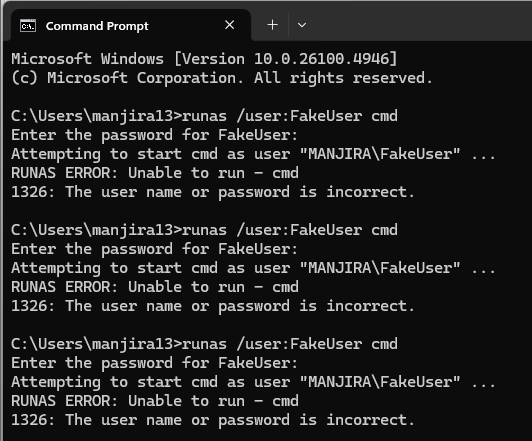 Command Prompt
Microsoft Windows [Version 10.0.26100.4946]
(c) Microsoft Corporation. All rights reserved.
C:\Users\manjira13>runas /user:FakeUser cmd
Enter the password for FakeUser:
Attempting to start cmd as user "MANJIRA\FakeUser" ...
RUNAS ERROR: Unable to run - cmd
1326: The user name or password is incorrect.
C:\Users\manjira13>runas /user:FakeUser cmd
Enter the password for FakeUser:
Attempting to start cmd as user "MANJIRA\FakeUser" ...
RUNAS ERROR: Unable to run - cmd
1326: The user name or password is incorrect.
C:\Users\manjira13>runas /user:FakeUser cmd
Enter the password for FakeUser:
Attempting to start cmd as user "MANJIRA\FakeUser" ...
RUNAS ERROR: Unable to run - cmd
1326: The user name or password is incorrect.